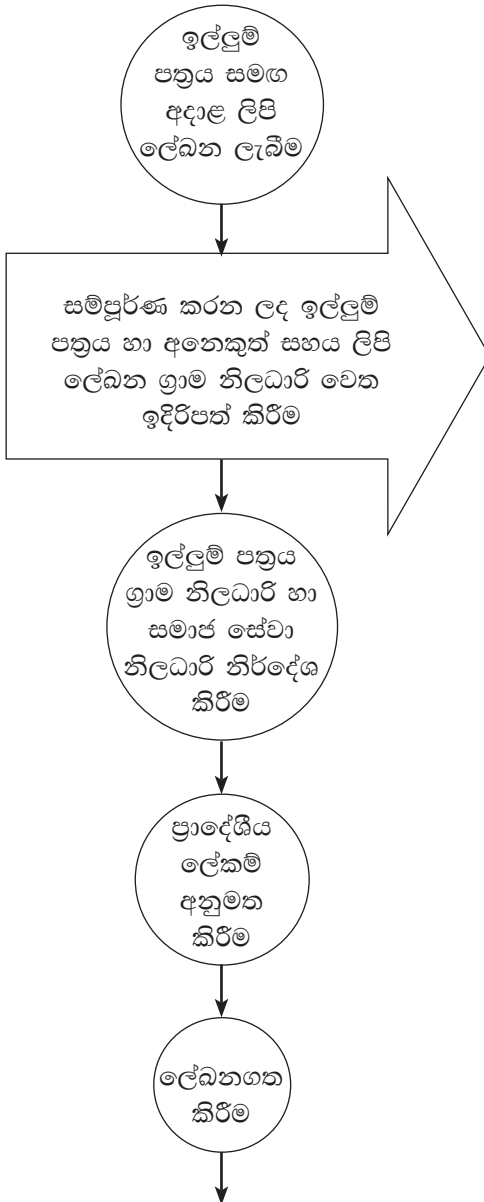 ඉල්ලුම්
පත්‍රය සමඟ
අදාළ ලිපි
ලේඛන ලැබීම
සම්පූර්ණ කරන ලද ඉල්ලුම්
පත්‍රය හා අනෙකුත් සහය ලිපි
ලේඛන ග්‍රාම නිලධාරි වෙත
ඉදිරිපත් කිරීම
ඉල්ලුම් පත්‍රය
ග්‍රාම නිලධාරි හා
සමාජ සේවා
නිලධාරි නිර්දේශ
කිරීම
ප්‍රාදේශීය
ලේකම්
අනුමත
කිරීම
ලේඛනගත
කිරීම